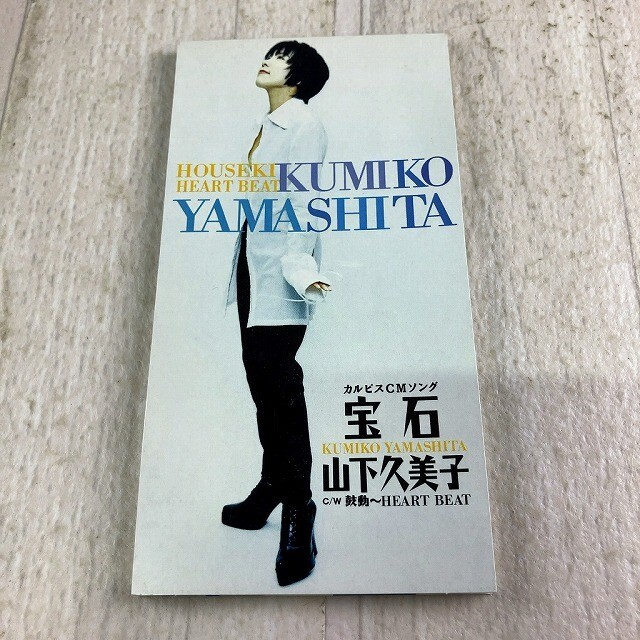 HOUSEKI
HEART BEAT
KUMIKO
YAMASHITA
カルピスCMソング
宝石
KUMIKO YAMASHITA
山下久美子
C/W 鼓動〜HEART BEAT